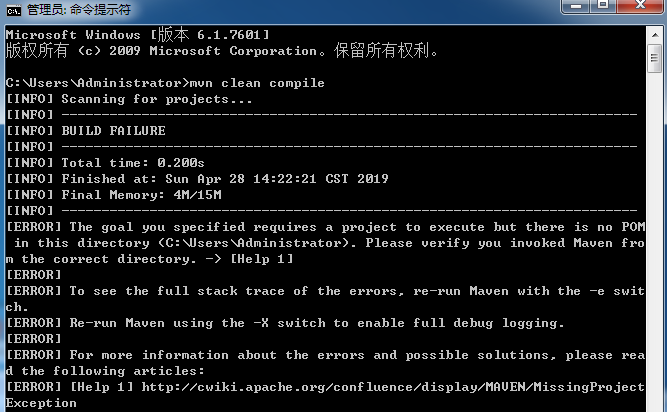 管理员: 命令提示符
Microsoft Windows [版本 6.1.7601]
版权所有 (c) 2009 Microsoft Corporation。保留所有权利。
C:\Users\Administrator>mvn clean compile
[INFO] Scanning for projects...
[INFO] ------------------------------------------------------------------------
[INFO] BUILD FAILURE
[INFO] ------------------------------------------------------------------------
[INFO] Total time: 0.200s
[INFO] Finished at: Sun Apr 28 14:22:21 CST 2019
[INFO] Final Memory: 4M/15M
[INFO] ------------------------------------------------------------------------
[ERROR] The goal you specified requires a project to execute but there is no POM
 in this directory (C:\Users\Administrator). Please verify you invoked Maven fro
m the correct directory. -> [Help 1]
[ERROR]
[ERROR] To see the full stack trace of the errors, re-run Maven with the -e swit
ch.
[ERROR] Re-run Maven using the -X switch to enable full debug logging.
[ERROR]
[ERROR] For more information about the errors and possible solutions, please rea
d the following articles:
[ERROR] [Help 1] http://cwiki.apache.org/confluence/display/MAVEN/MissingProject
Exception